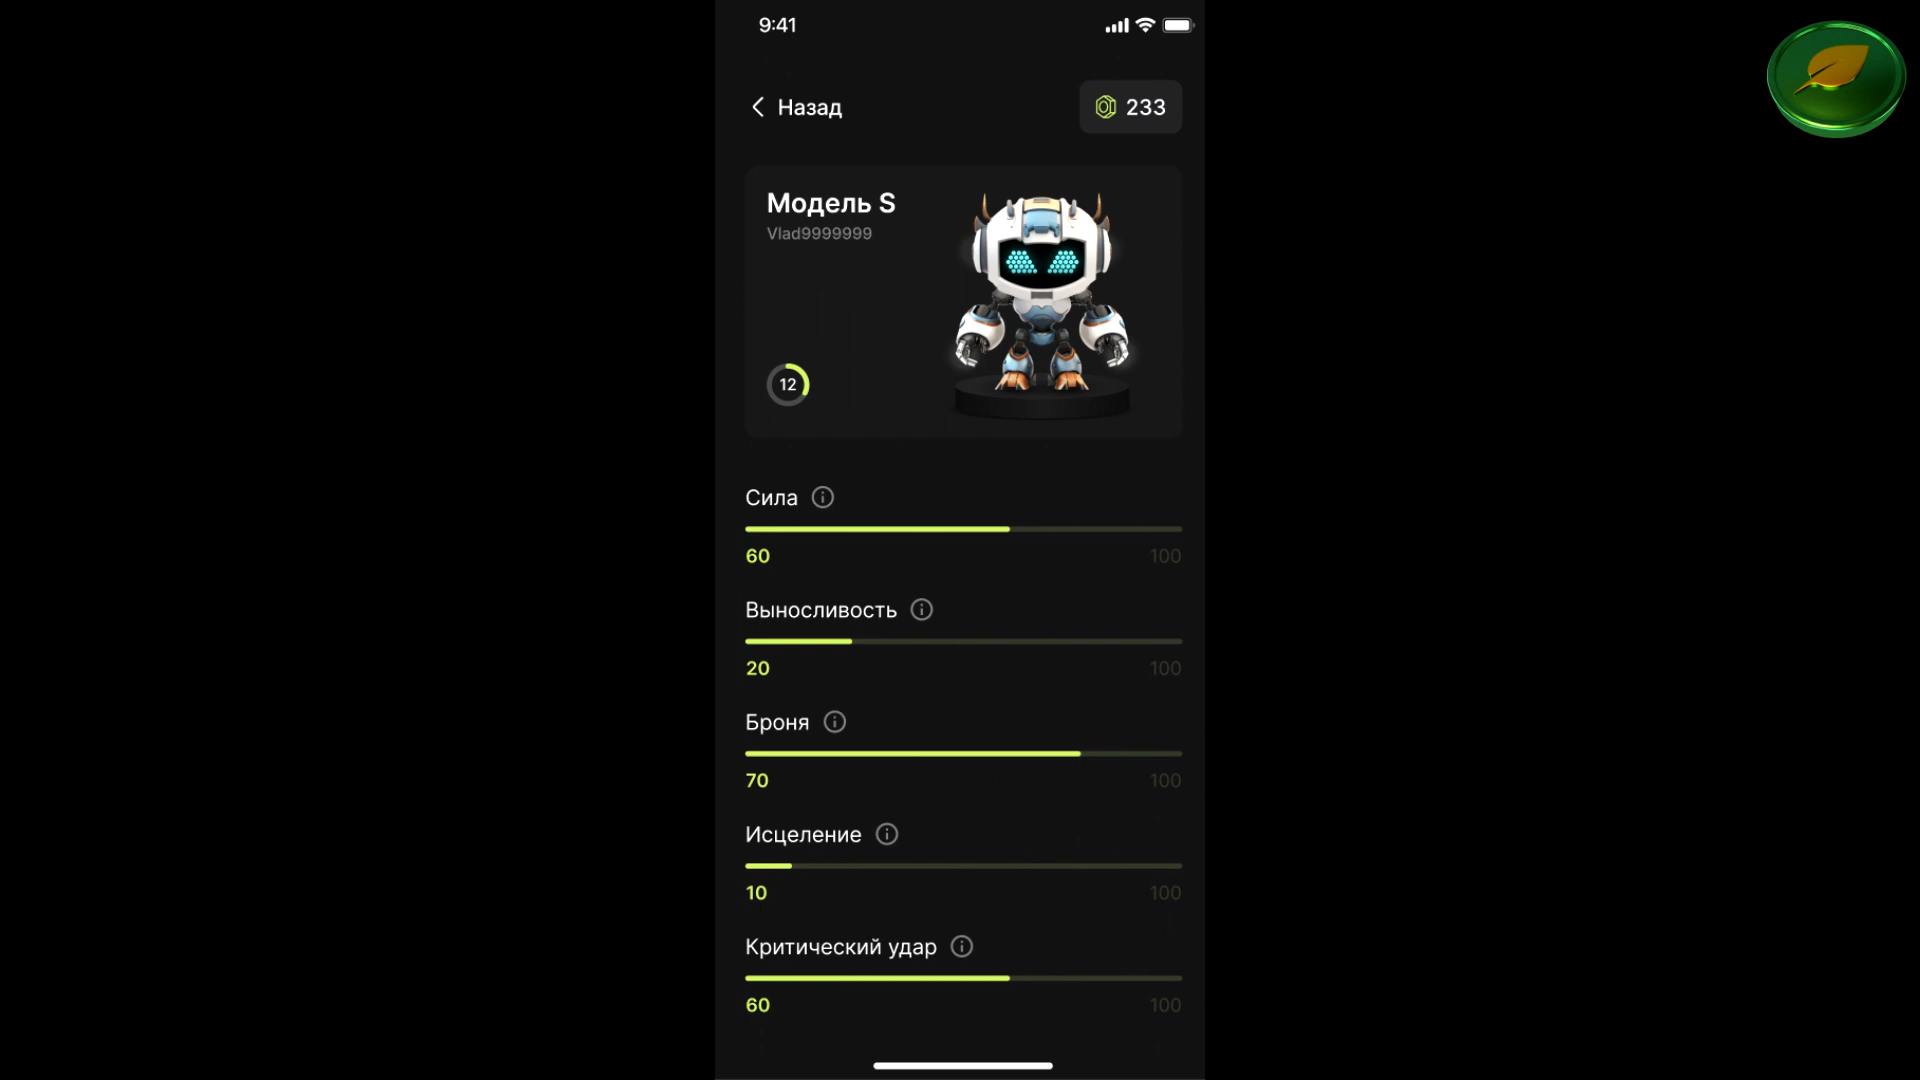 9:41
Назад
233
Модель S
Vlad9999999
12
Сила
60 100
Выносливость
20 100
Броня
70 100
Исцеление
10 100
Критический удар
60 100